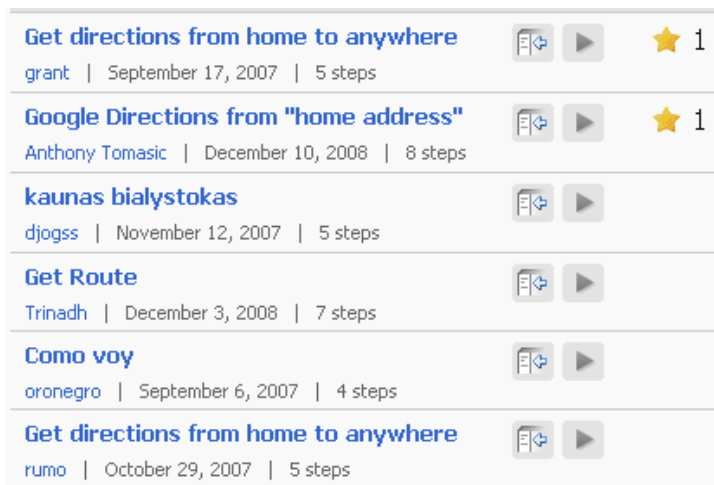 Get directions from home to anywhere
1
grant | September 17, 2007 | 5 steps
Google Directions from "home address"
1
Anthony Tomasic | December 10, 2008 | 8 steps
kaunas bialystokas
djogss | November 12, 2007 | 5 steps
Get Route
Trinadh | December 3, 2008 | 7 steps
Como voy
oronegro | September 6, 2007 | 4 steps
Get directions from home to anywhere
rumo | October 29, 2007 | 5 steps